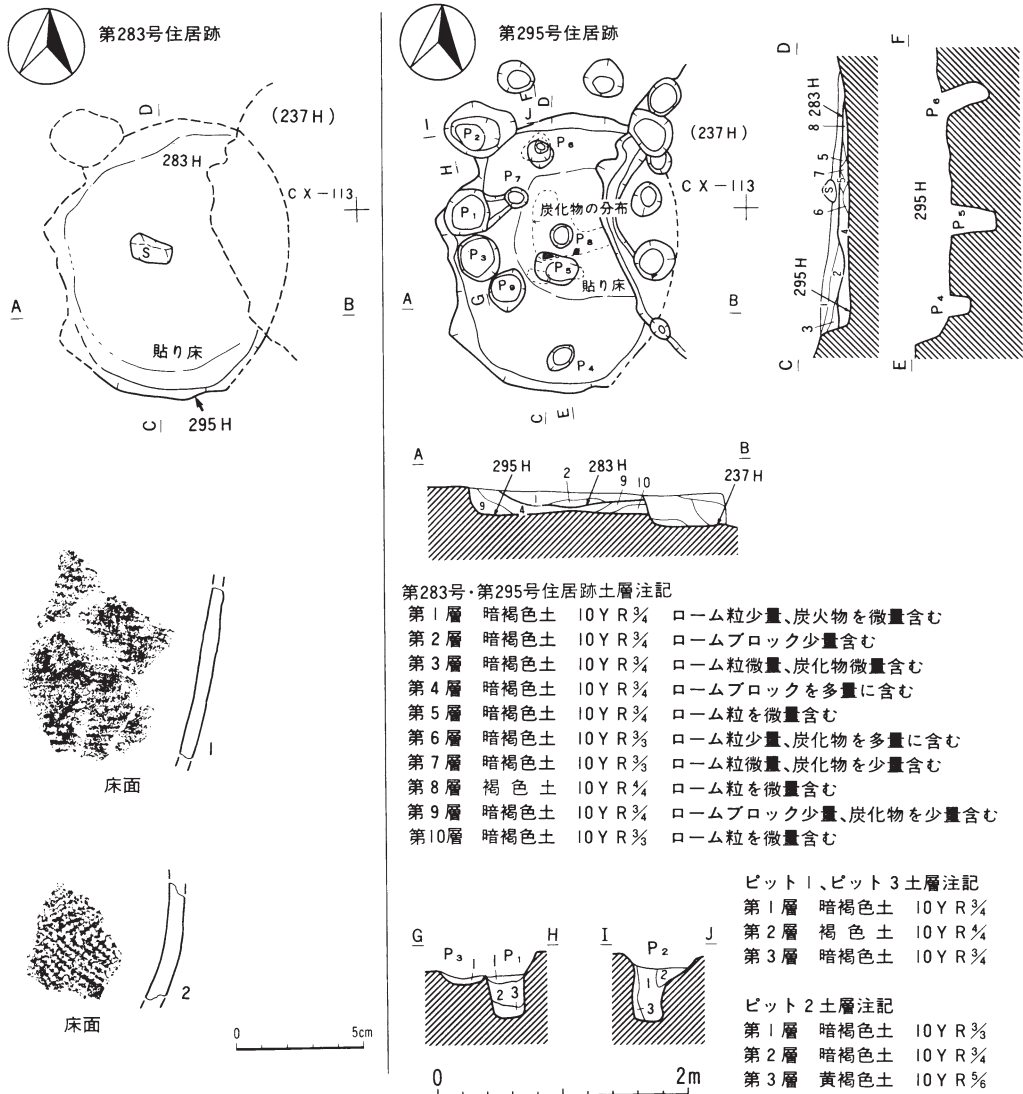 第283号住居跡
D
(237H)
283H
CX-113
S
A
B
貼り床
C
295H
1
床面
2
床面
0 5cm
第295号住居跡
F
D
J
I
P₂
P₆
(237H)
H
P₇
CX-113
P₁
炭化物の分布
P₈
P₃
P₅
P₉
貼り床
G
A
B
P₄
C
E
D
F
283H
8
5
7
S
6
4
2
295H
1
3
C
P₆
295H
P₅
P₄
E
A
B
295H
2
283H
9
10
237H
1
9
4
第283号・第295号住居跡土層注記
第1層 暗褐色土 10YR3/4 ローム粒少量、炭火物を微量含む
第2層 暗褐色土 10YR3/4 ロームブロック少量含む
第3層 暗褐色土 10YR3/4 ローム粒微量、炭化物微量含む
第4層 暗褐色土 10YR3/4 ロームブロックを多量に含む
第5層 暗褐色土 10YR3/4 ローム粒を微量含む
第6層 暗褐色土 10YR3/3 ローム粒少量、炭化物を多量に含む
第7層 暗褐色土 10YR3/3 ローム粒微量、炭化物を少量含む
第8層 褐色土 10YR4/4 ローム粒を微量含む
第9層 暗褐色土 10YR3/4 ロームブロック少量、炭化物を少量含む
第10層 暗褐色土 10YR3/3 ローム粒を微量含む
G
H
P₃
P₁
1
1
2
3
I
J
P₂
1
2
3
0 2m
ピット1、ピット3土層注記
第1層 暗褐色土 10YR3/4
第2層 褐色土 10YR4/4
第3層 暗褐色土 10YR3/4
ピット2土層注記
第1層 暗褐色土 10YR3/3
第2層 暗褐色土 10YR3/4
第3層 黄褐色土 10YR5/6